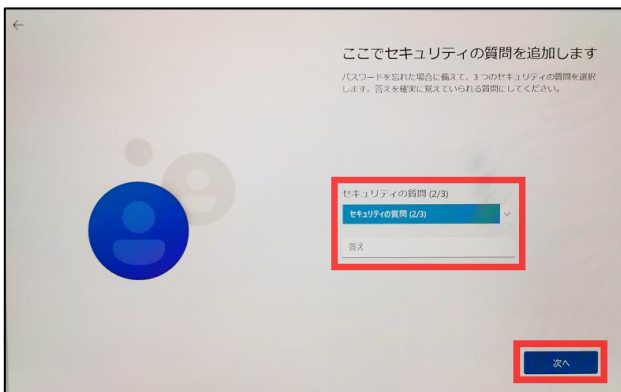 ここでセキュリティの質問を追加します
パスワードを忘れた場合に備えて、3 つのセキュリティの質問を選択
します。答えを確実に覚えていられる質問にしてください。
セキュリティの質問 (2/3)
セキュリティの質問 (2/3)
答え
次へ